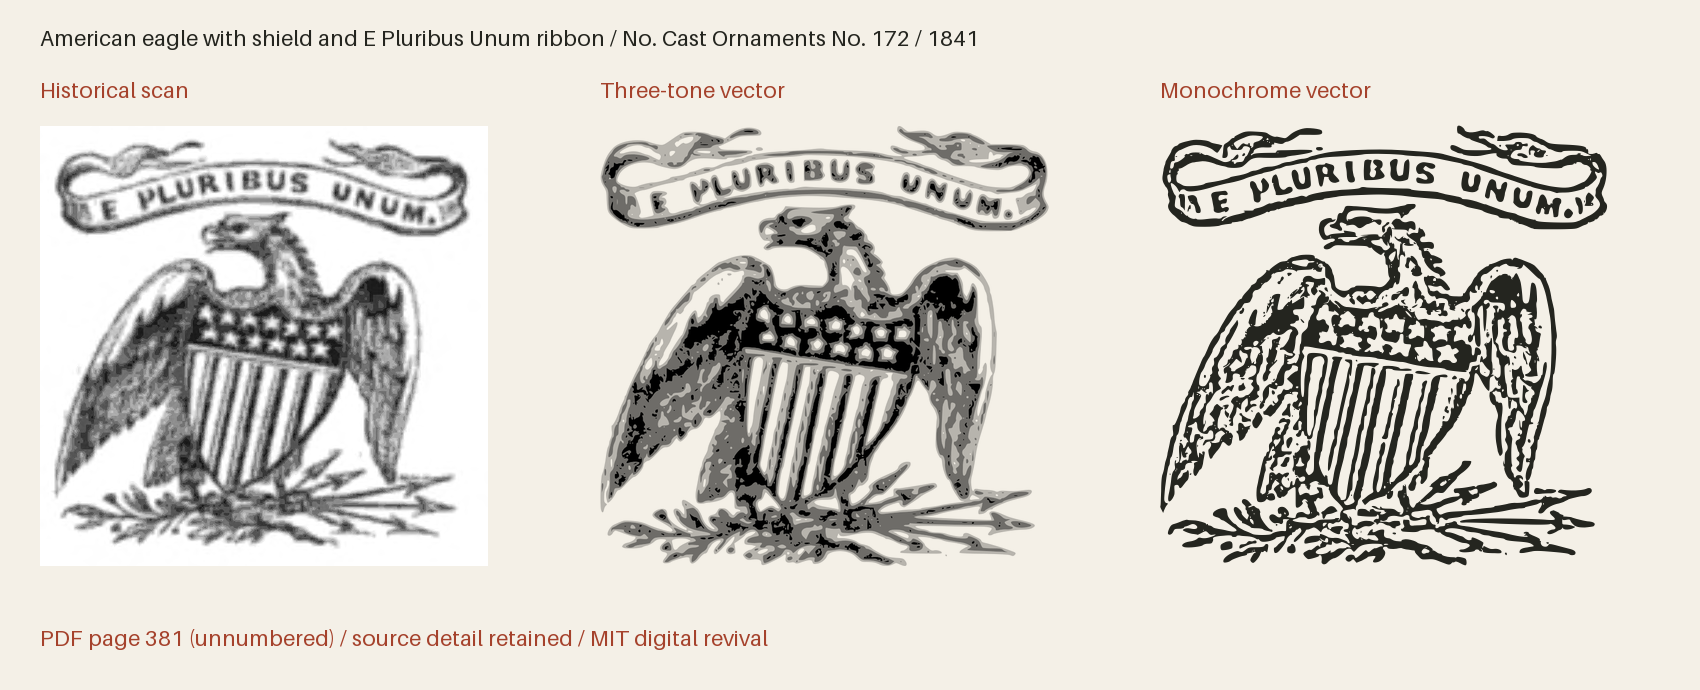 American eagle with shield and E Pluribus Unum ribbon / No. Cast Ornaments No. 172 / 1841
Historical scan
Three-tone vector
Monochrome vector
E PLURIBUS UNUM.
E PLURIBUS UNUM.
E PLURIBUS UNUM.
PDF page 381 (unnumbered) / source detail retained / MIT digital revival